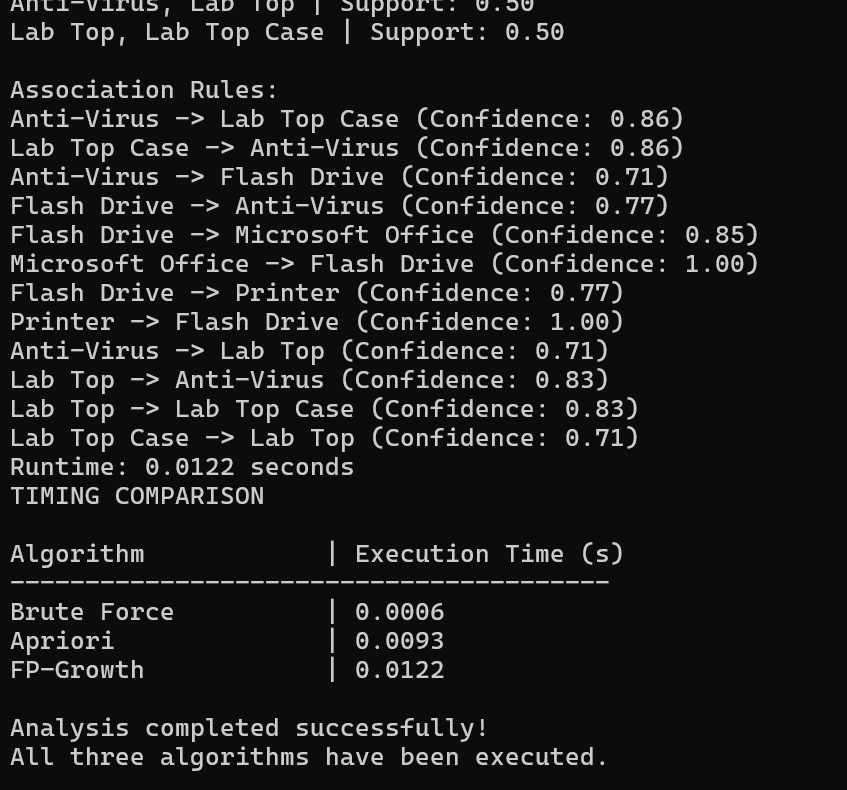 Anti-Virus, Lab Top | Support: 0.50
Lab Top, Lab Top Case | Support: 0.50
Association Rules:
Anti-Virus -> Lab Top Case (Confidence: 0.86)
Lab Top Case -> Anti-Virus (Confidence: 0.86)
Anti-Virus -> Flash Drive (Confidence: 0.71)
Flash Drive -> Anti-Virus (Confidence: 0.77)
Flash Drive -> Microsoft Office (Confidence: 0.85)
Microsoft Office -> Flash Drive (Confidence: 1.00)
Flash Drive -> Printer (Confidence: 0.77)
Printer -> Flash Drive (Confidence: 1.00)
Anti-Virus -> Lab Top (Confidence: 0.71)
Lab Top -> Anti-Virus (Confidence: 0.83)
Lab Top -> Lab Top Case (Confidence: 0.83)
Lab Top Case -> Lab Top (Confidence: 0.71)
Runtime: 0.0122 seconds
TIMING COMPARISON
Algorithm | Execution Time (s)
----------------------------------------
Brute Force | 0.0006
Apriori | 0.0093
FP-Growth | 0.0122
Analysis completed successfully!
All three algorithms have been executed.